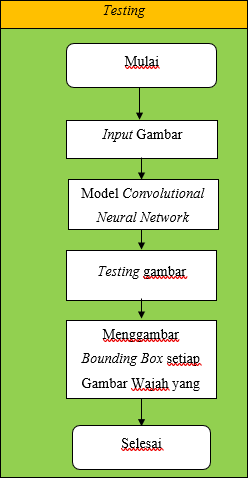 Testing
Mulai
Input Gambar
Model Convolutional
Neural Network
Testing gambar
Menggambar
Bounding Box setiap
Gambar Wajah yang
Selesai